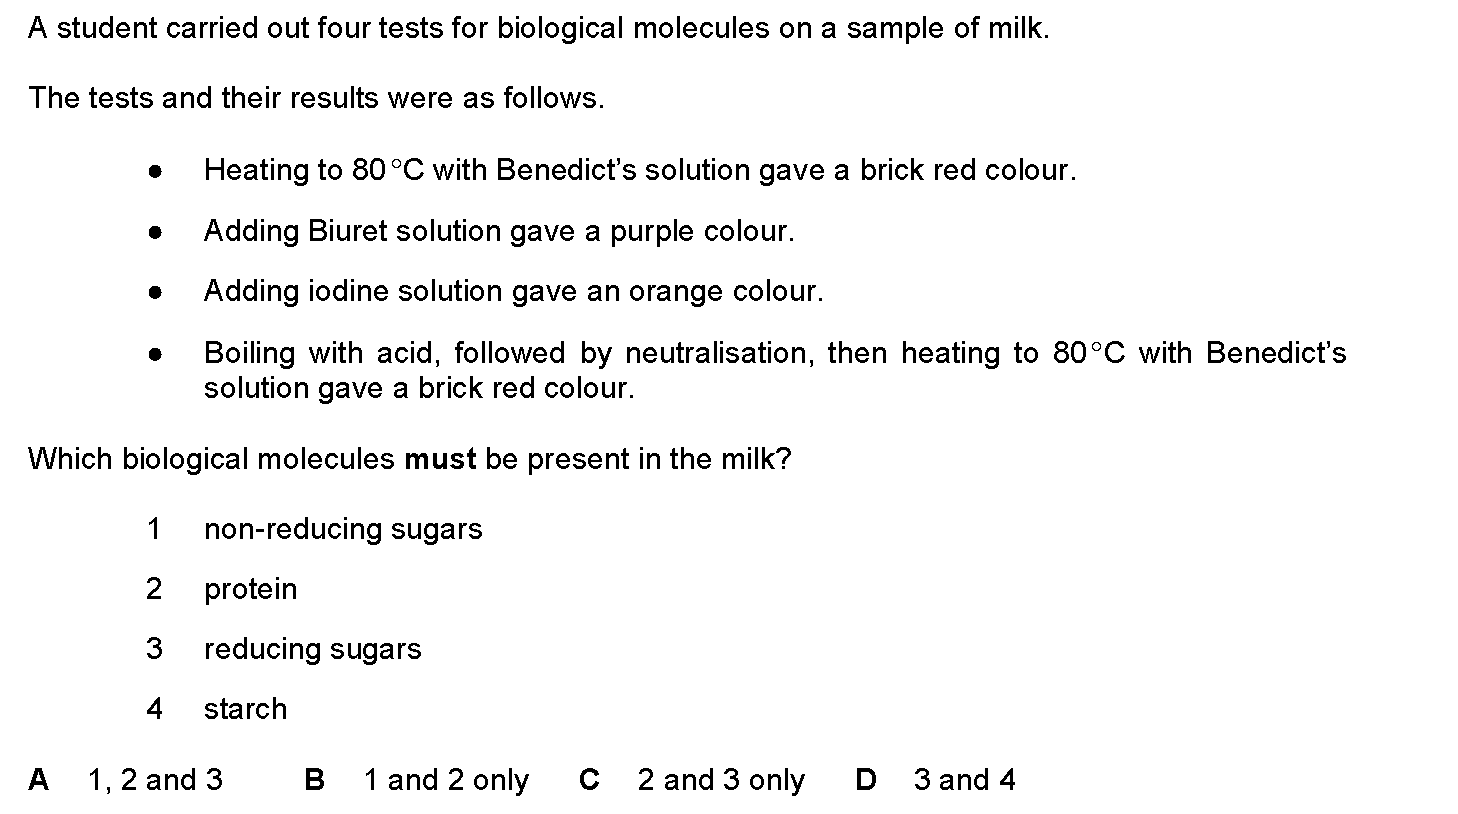 A student carried out four tests for biological molecules on a sample of milk.
The tests and their results were as follows.
● Heating to 80 °C with Benedict's solution gave a brick red colour.
● Adding Biuret solution gave a purple colour.
● Adding iodine solution gave an orange colour.
● Boiling with acid, followed by neutralisation, then heating to 80 °C with Benedict's
solution gave a brick red colour.
Which biological molecules must be present in the milk?
1 non-reducing sugars
2 protein
3 reducing sugars
4 starch
A 1, 2 and 3 B 1 and 2 only C 2 and 3 only D 3 and 4